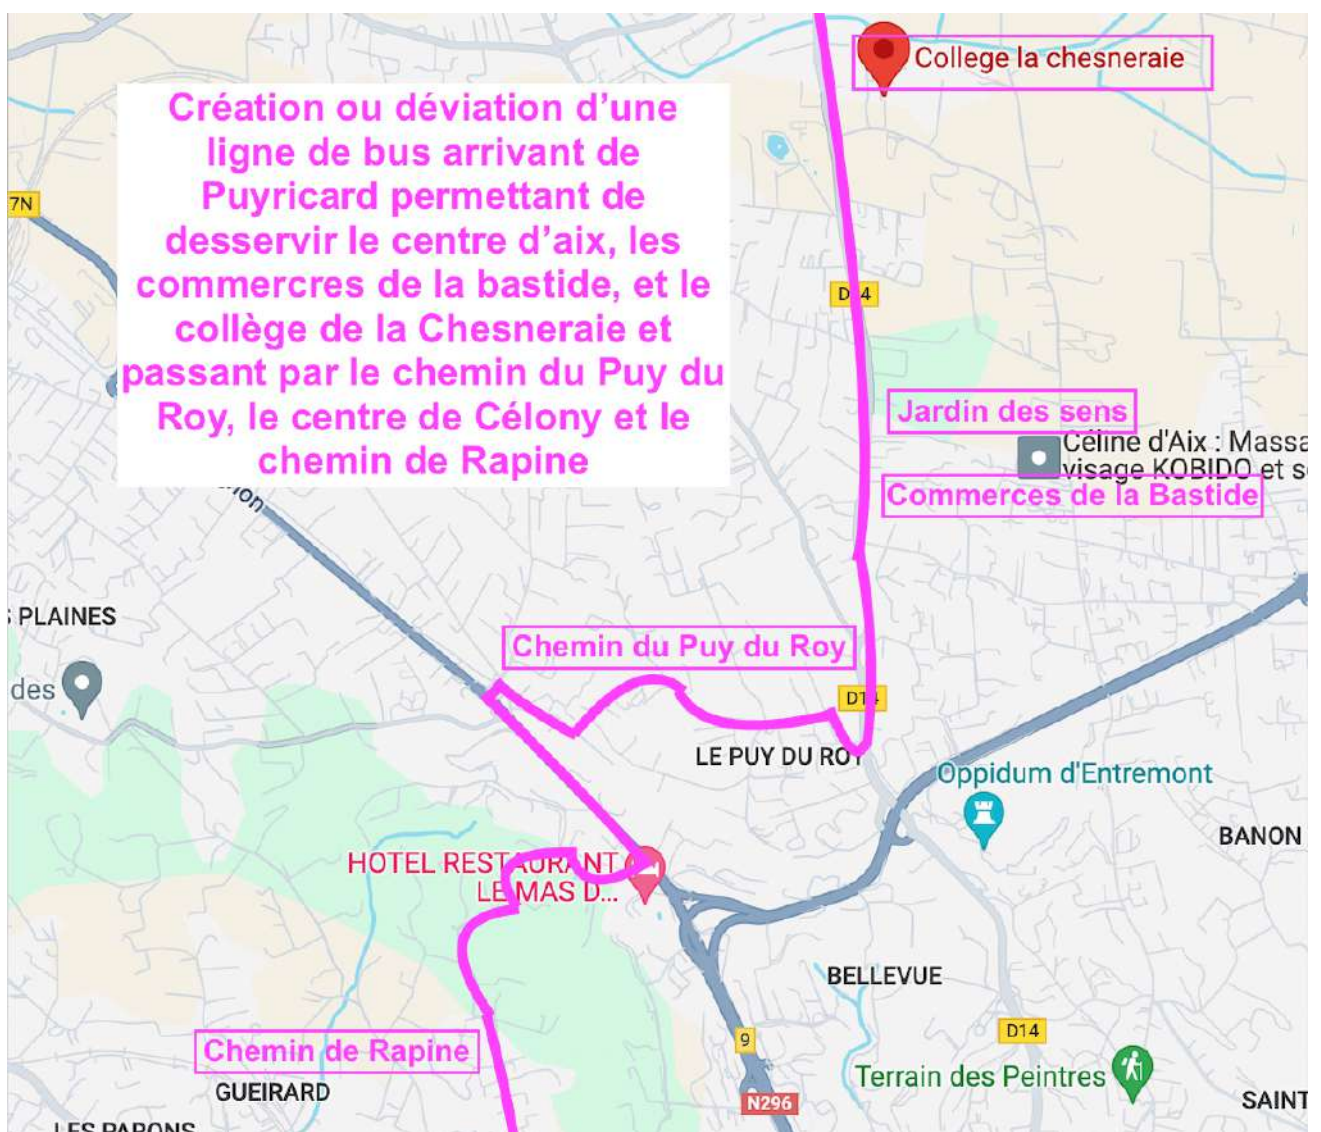 College la chesneraie
Création ou déviation d'une
ligne de bus arrivant de
Puyricard permettant de
desservir le centre d'aix, les
commercres de la bastide, et le
collège de la Chesneraie et
passant par le chemin du Puy du
Roy, le centre de Célony et le
chemin de Rapine
7N
D14
Jardin des sens
Céline d'Aix : Massa
visage KOBIDO et s
Commerces de la Bastide
PLAINES
Chemin du Puy du Roy
des
D14
LE PUY DU ROY
Oppidum d'Entremont
BANON
HOTEL RESTAURANT
LE MAS D...
BELLEVUE
D14
9
Chemin de Rapine
Terrain des Peintres
GUEIRARD
N296
SAINT
LES PARONS